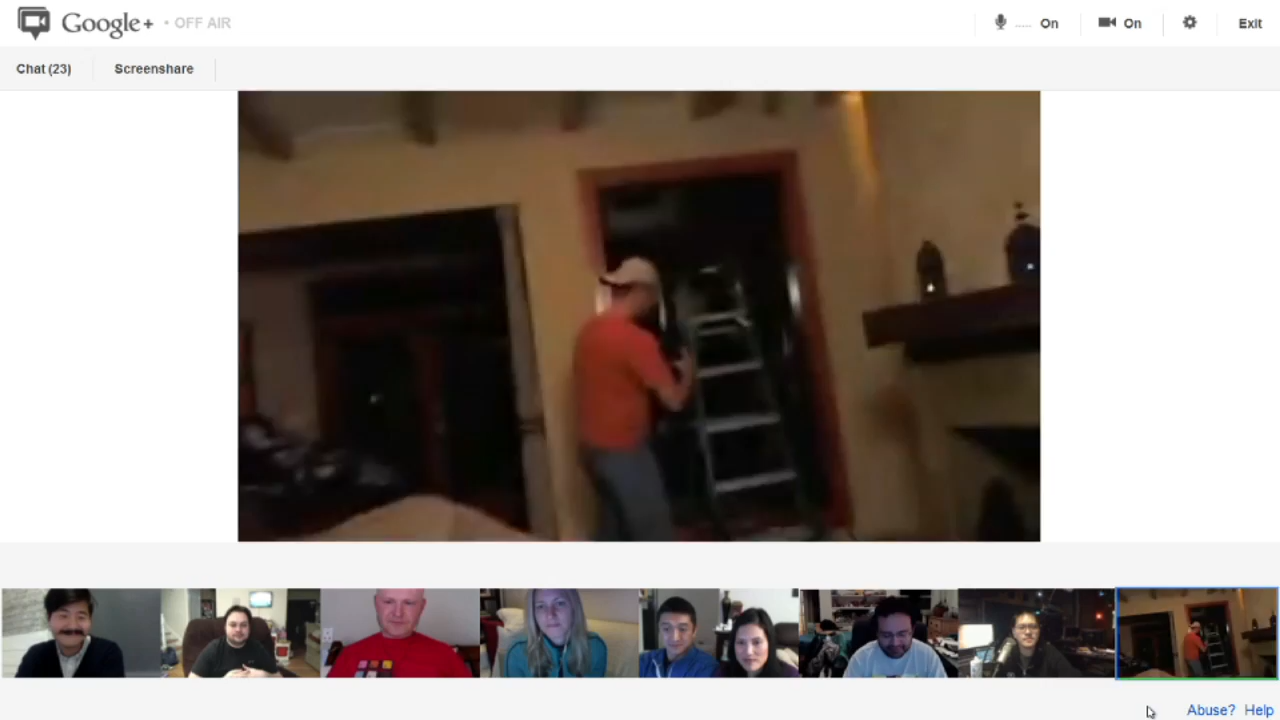 Google+ • OFF AIR
On
On
Exit
Chat (23)
Screenshare
Abuse? Help